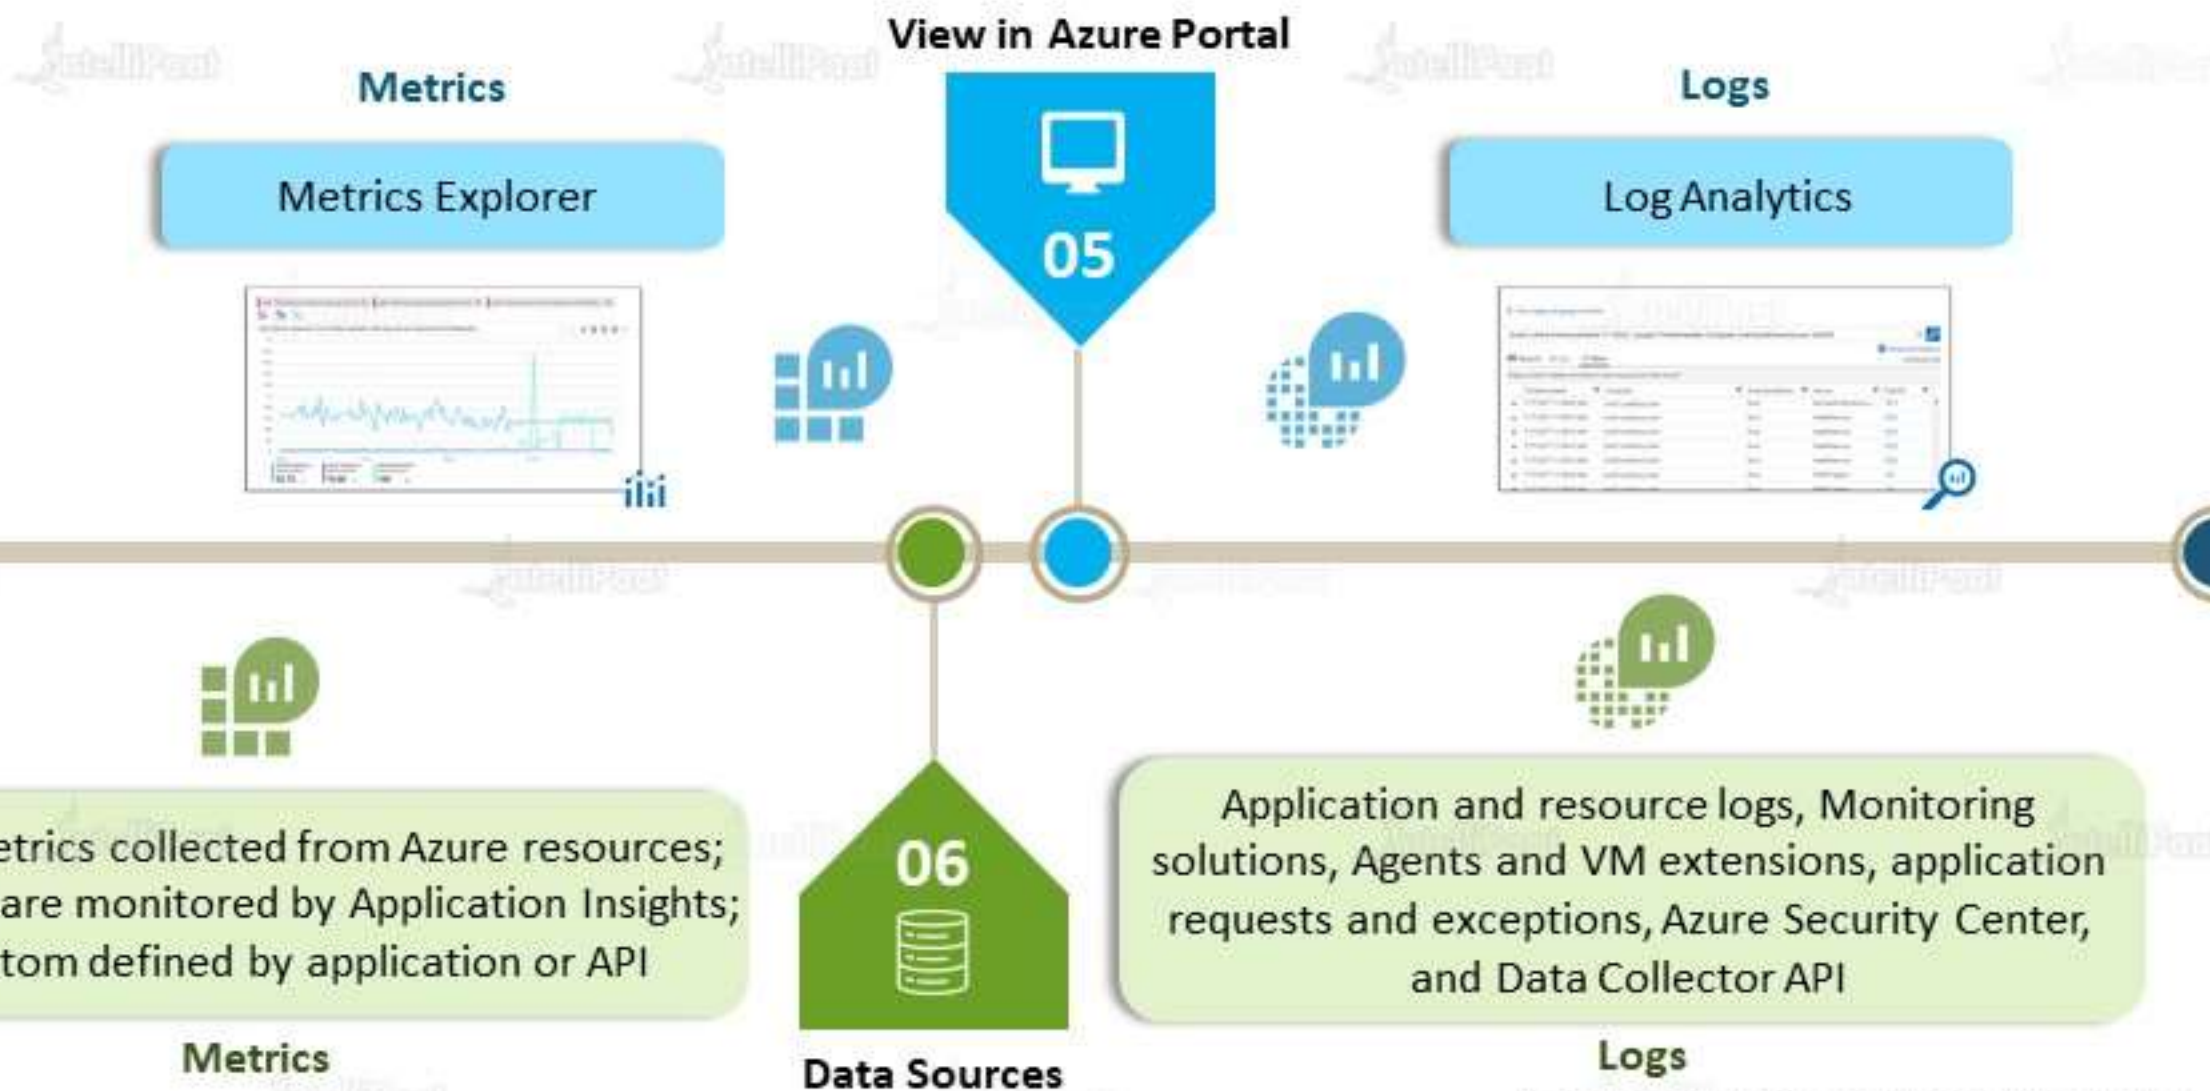 View in Azure Portal
Metrics
Logs
Metrics Explorer
05
Log Analytics
etrics collected from Azure resources;
are monitored by Application Insights;
tom defined by application or API
06
Application and resource logs, Monitoring
solutions, Agents and VM extensions, application
requests and exceptions, Azure Security Center,
and Data Collector API
Metrics
Data Sources
Logs
IntelliPaat